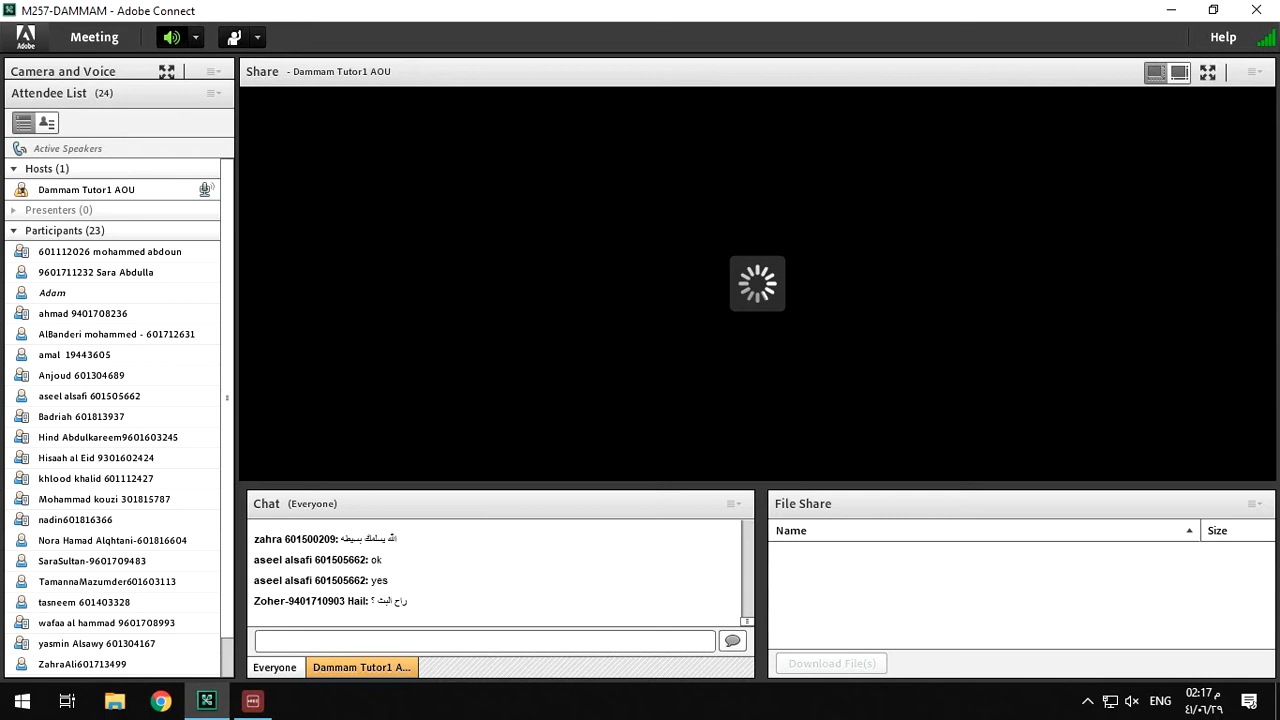 M257-DAMMAM - Adobe Connect
Adobe
Meeting
Help
Camera and Voice
Attendee List (24)
Active Speakers
Hosts (1)
Dammam Tutor1 AOU
Presenters (0)
Participants (23)
601112026 mohammed abdoun
9601711232 Sara Abdulla
Adam
ahmad 9401708236
AlBanderi mohammed - 601712631
amal 19443605
Anjoud 601304689
aseel alsafi 601505662
Badriah 601813937
Hind Abdulkareem9601603245
Hisaah al Eid 9301602424
khlood khalid 601112427
Mohammad kouzi 301815787
nadin601816366
Nora Hamad Alqhtani-601816604
SaraSultan-9601709483
TamannaMazumder601603113
tasneem 601403328
wafaa al hammad 9601708993
yasmin Alsawy 601304167
ZahraAli601713499
Share - Dammam Tutor1 AOU
Chat (Everyone)
zahra 601500209: الله يسلمك بسيطه
aseel alsafi 601505662: ok
aseel alsafi 601505662: yes
Zoher-9401710903 Hail: راح البث ؟
Everyone
Dammam Tutor1 A...
File Share
Name
Size
Download File(s)
ENG
02:17 م